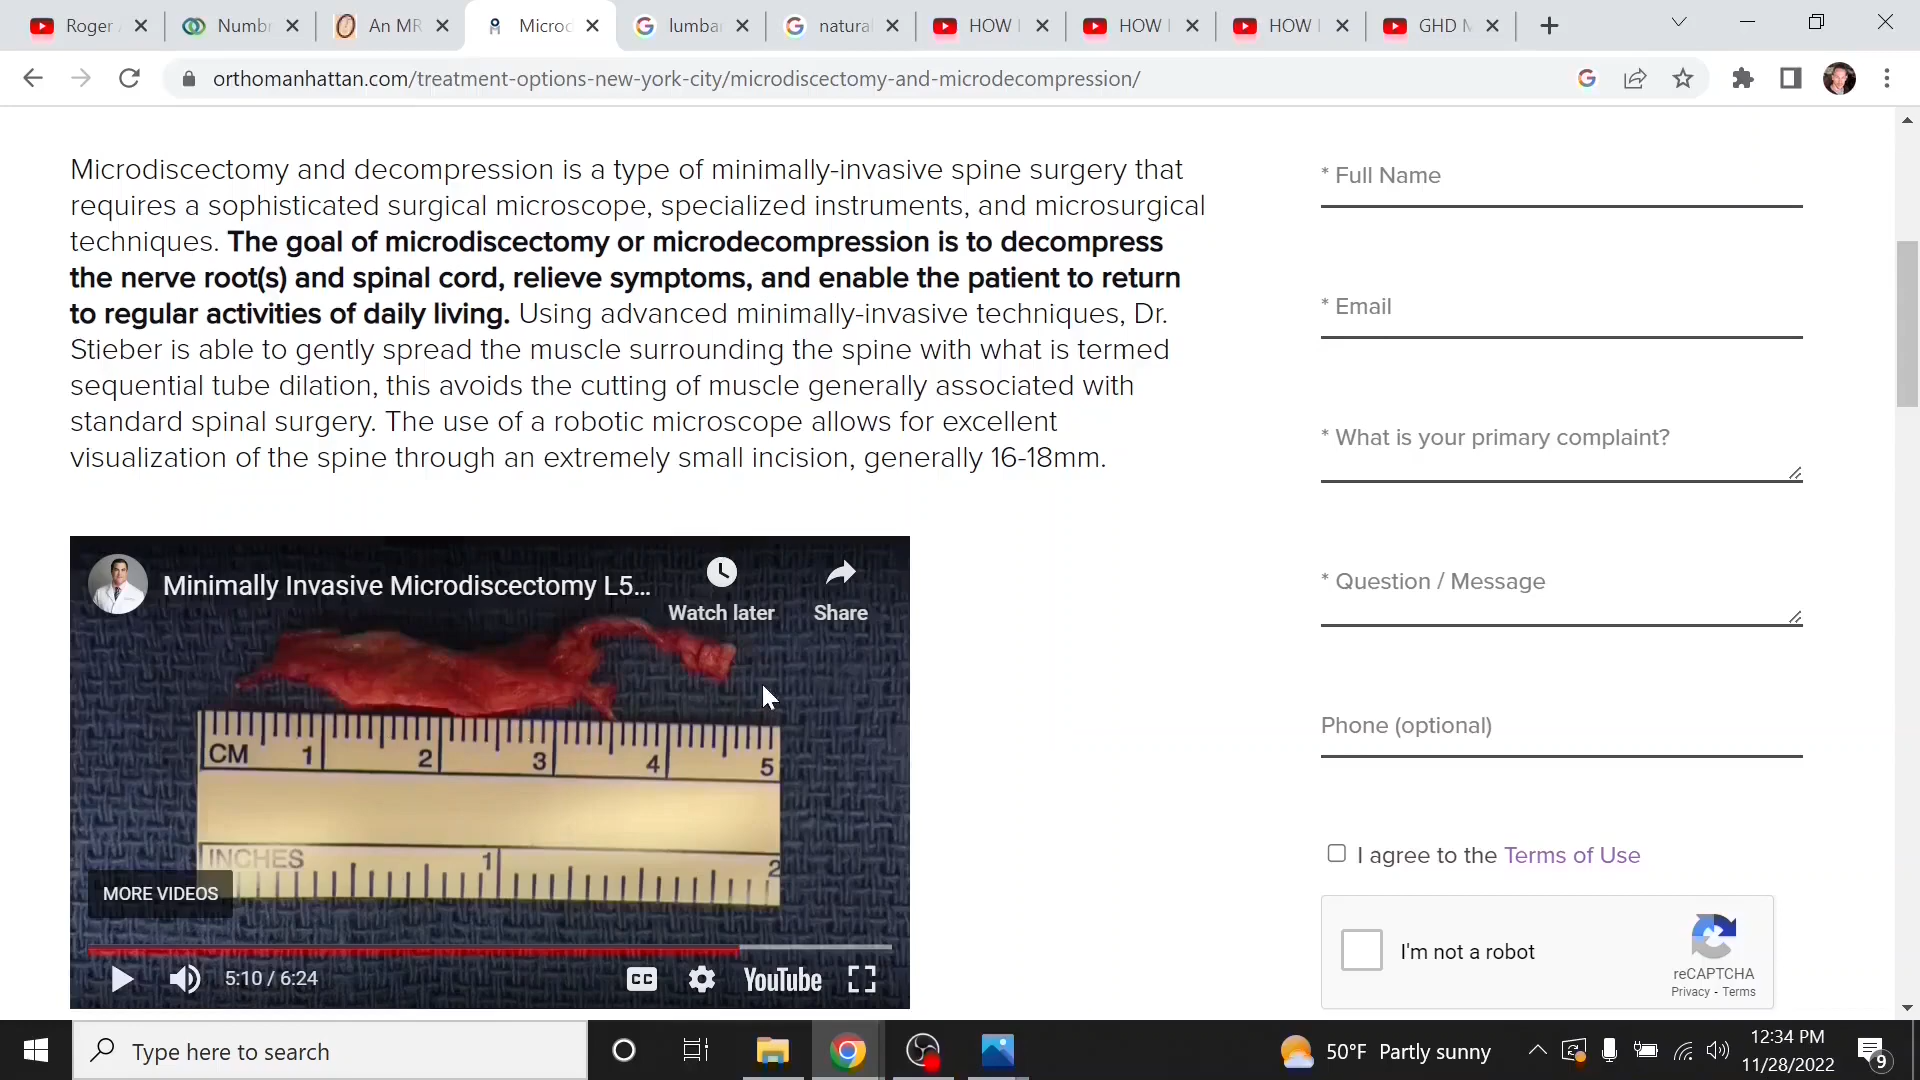 Roger
Numbr
An MR
Microd
lumba
natural
HOW
HOW
HOW
GHD M
orthomanhattan.com/treatment-options-new-york-city/microdiscectomy-and-microdecompression/
Microdiscectomy and decompression is a type of minimally-invasive spine surgery that
requires a sophisticated surgical microscope, specialized instruments, and microsurgical
techniques. The goal of microdiscectomy or microdecompression is to decompress
the nerve root(s) and spinal cord, relieve symptoms, and enable the patient to return
to regular activities of daily living. Using advanced minimally-invasive techniques, Dr.
Stieber is able to gently spread the muscle surrounding the spine with what is termed
sequential tube dilation, this avoids the cutting of muscle generally associated with
standard spinal surgery. The use of a robotic microscope allows for excellent
visualization of the spine through an extremely small incision, generally 16-18mm.
Minimally Invasive Microdiscectomy L5...
Watch later
Share
CM 1 2 3 4 5
INCHES 1 2
MORE VIDEOS
5:10 / 6:24
CC
YouTube
* Full Name
* Email
* What is your primary complaint?
* Question / Message
Phone (optional)
I agree to the Terms of Use
I'm not a robot
reCAPTCHA
Privacy - Terms
Type here to search
50°F Partly sunny
12:34 PM
11/28/2022
9